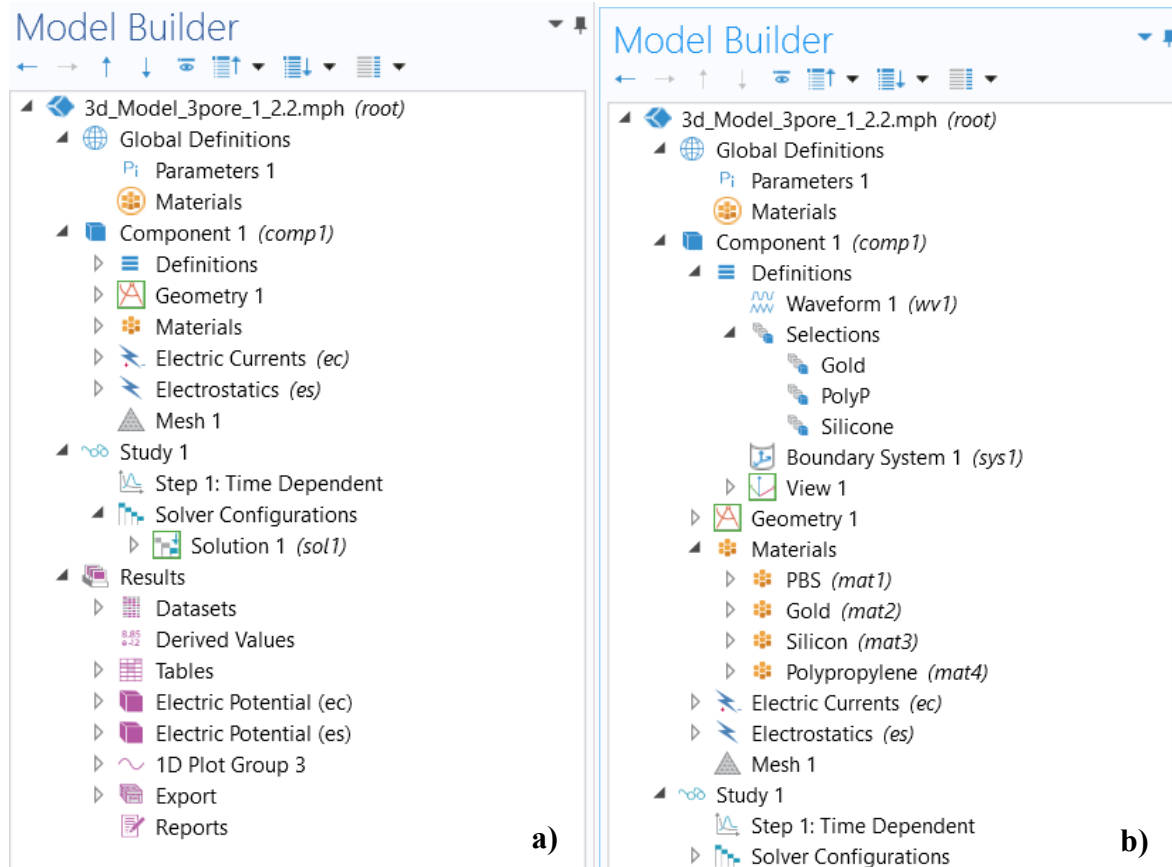 Model Builder
3d_Model_3pore_1_2.2.mph (root)
Global Definitions
Pi Parameters 1
Materials
Component 1 (comp1)
Definitions
Geometry 1
Materials
Electric Currents (ec)
Electrostatics (es)
Mesh 1
Study 1
Step 1: Time Dependent
Solver Configurations
Solution 1 (sol1)
Results
Datasets
8.85
e-12
Derived Values
Tables
Electric Potential (ec)
Electric Potential (es)
1D Plot Group 3
Export
Reports
a)
Model Builder
3d_Model_3pore_1_2.2.mph (root)
Global Definitions
Pi Parameters 1
Materials
Component 1 (comp1)
Definitions
Waveform 1 (wv1)
Selections
Gold
PolyP
Silicone
Boundary System 1 (sys1)
View 1
Geometry 1
Materials
PBS (mat1)
Gold (mat2)
Silicon (mat3)
Polypropylene (mat4)
Electric Currents (ec)
Electrostatics (es)
Mesh 1
Study 1
Step 1: Time Dependent
Solver Configurations
b)